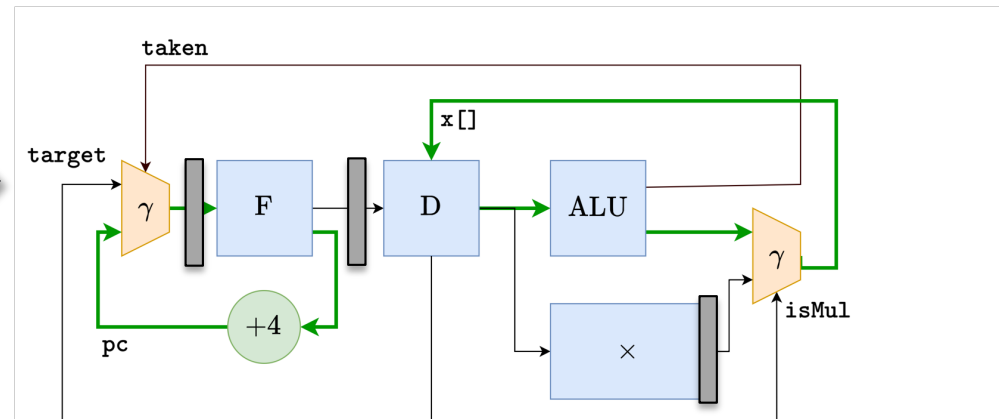 taken
x[]
target
γ
F
D
ALU
γ
isMul
+4
pc
×